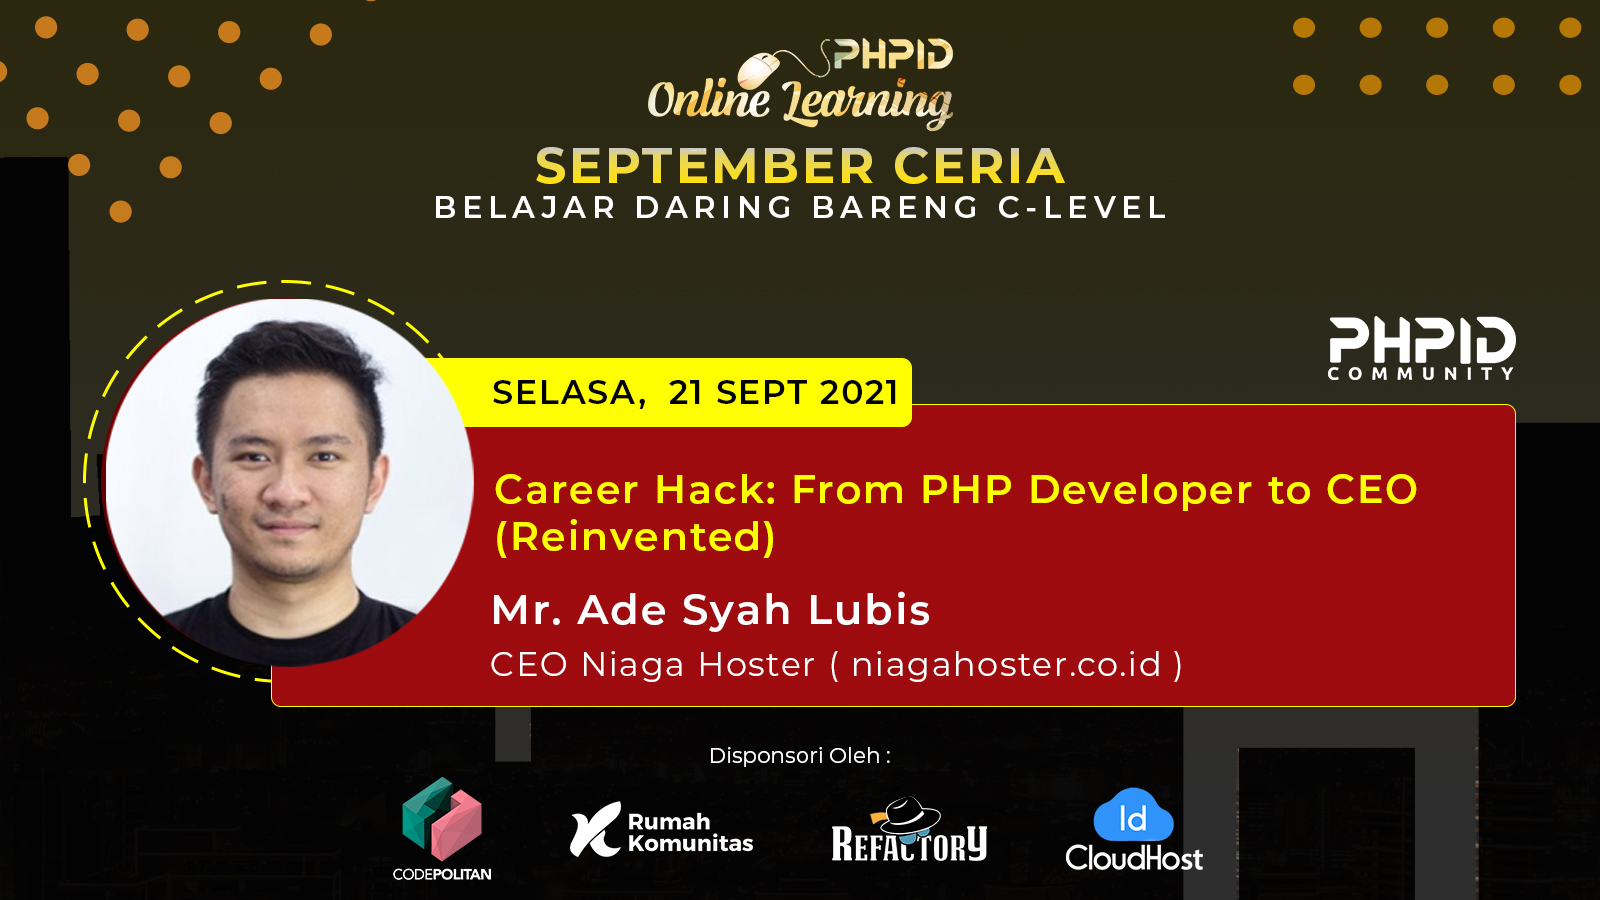 PHPID
Online Learning
SEPTEMBER CERIA
BELAJAR DARING BARENG C-LEVEL
PHPID
COMMUNITY
SELASA, 21 SEPT 2021
Career Hack: From PHP Developer to CEO
(Reinvented)
Mr. Ade Syah Lubis
CEO Niaga Hoster ( niagahoster.co.id )
Disponsori Oleh :
CODEPOLITAN
Rumah
Komunitas
REFACTORY
Id
CloudHost